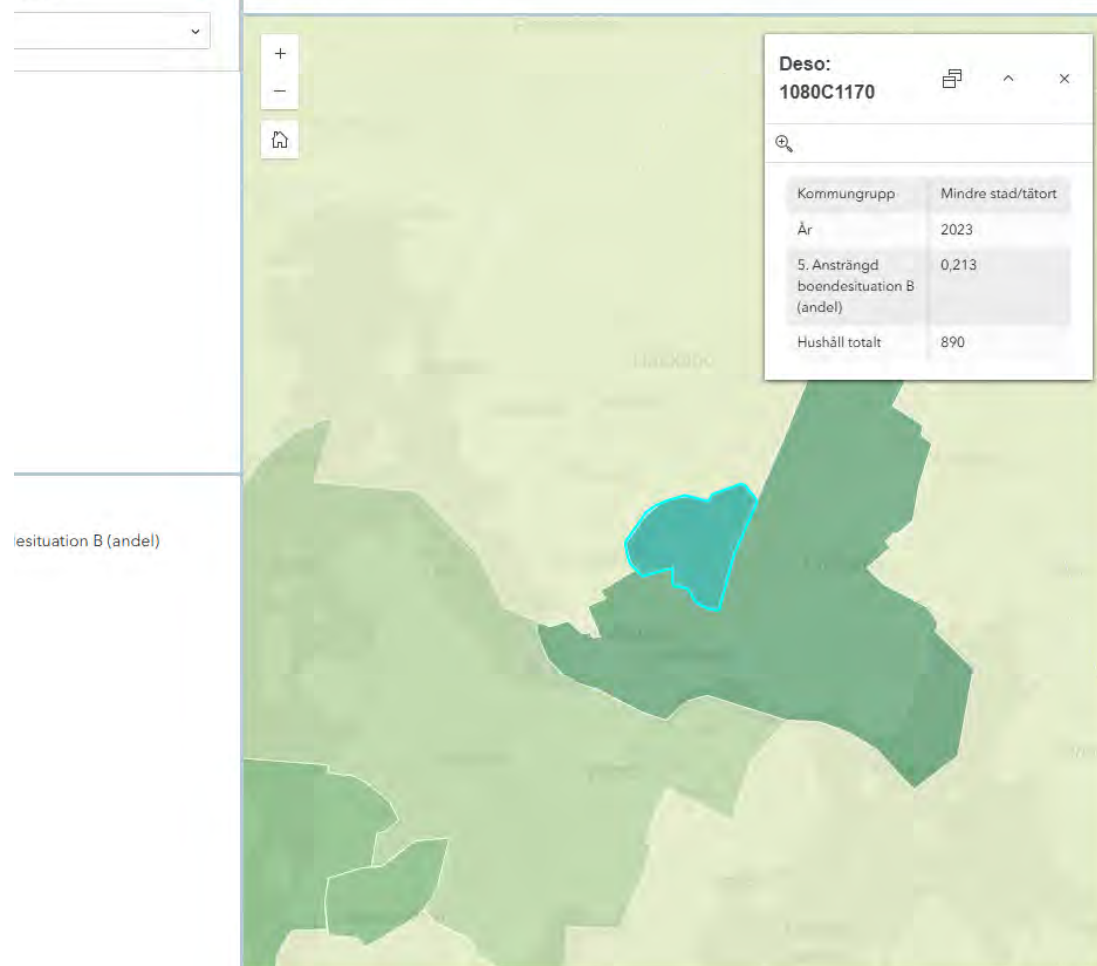 Deso:
1080C1170
Kommungrupp Mindre stad/tätort
År 2023
5. Ansträngd 0,213
boendesituation B
(andel)
Hushåll totalt 890
esituation B (andel)